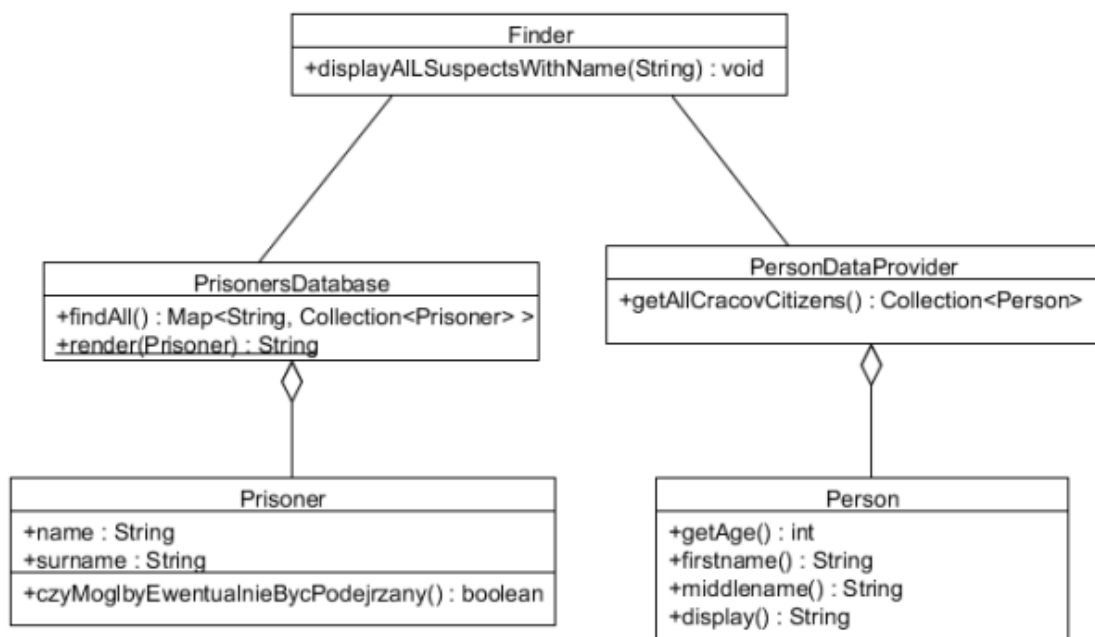 Finder
+displayAlLSuspectsWithName(String) : void
PrisonersDatabase
+findAll() : Map<String, Collection<Prisoner> >
+render(Prisoner) : String
PersonDataProvider
+getAllCracovCitizens() : Collection<Person>
Prisoner
+name : String
+surname : String
+czyMoglbyEwentualnieBycPodejrzany() : boolean
Person
+getAge() : int
+firstname() : String
+middlename() : String
+display() : String